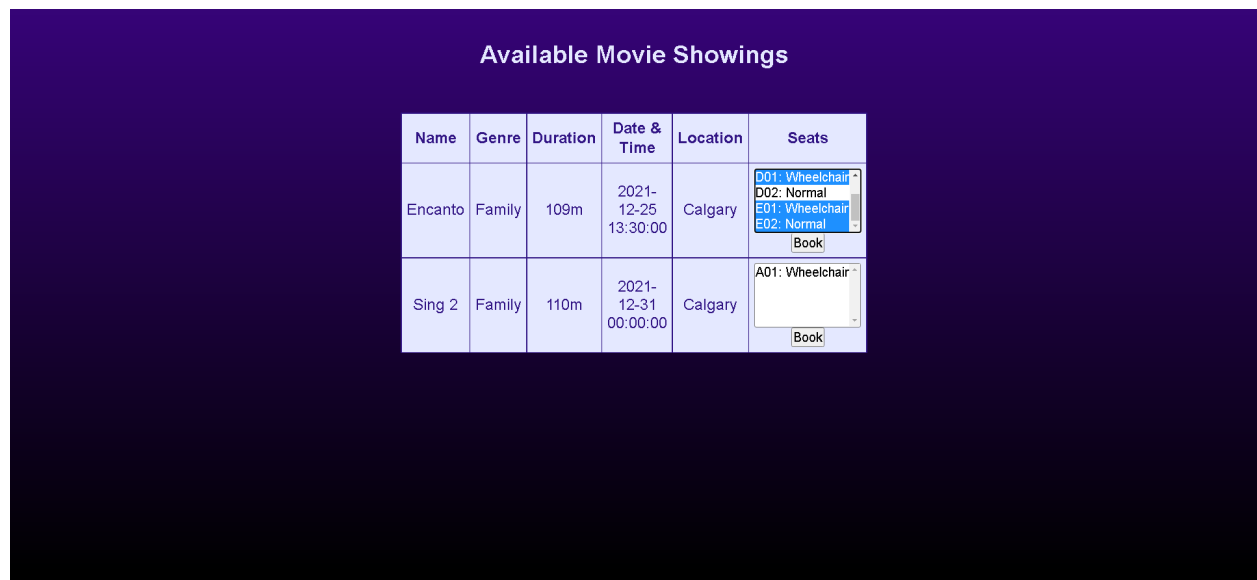 Available Movie Showings
Name Genre Duration Date & Time Location Seats
Encanto Family 109m 2021-12-25 13:30:00 Calgary
D01: Wheelchair
D02: Normal
E01: Wheelchair
E02: Normal
Book
Sing 2 Family 110m 2021-12-31 00:00:00 Calgary
A01: Wheelchair
Book